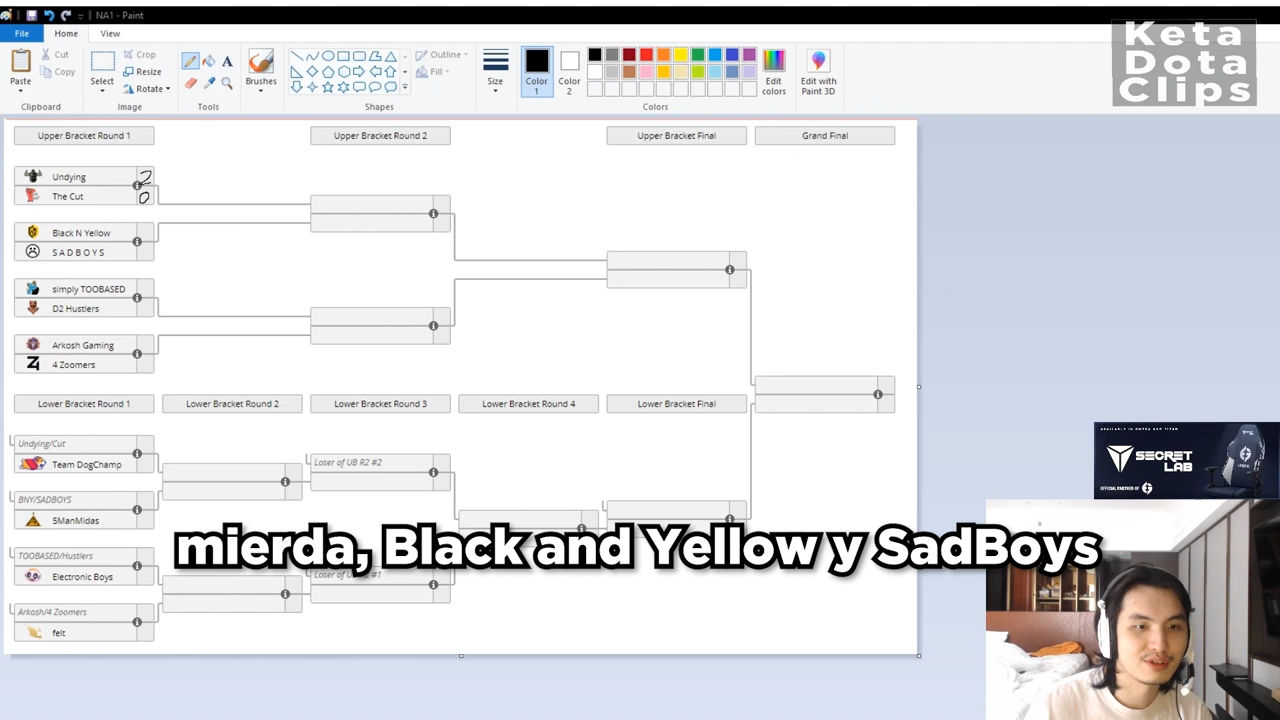 NA1 - Paint
File
Home
View
Paste
Cut
Copy
Clipboard
Select
Crop
Resize
Rotate
Image
Tools
Brushes
Shapes
Outline
Fill
Size
Color 1
Color 2
Colors
Edit colors
Edit with Paint 3D
Keta
Dota
Clips
Upper Bracket Round 1
Upper Bracket Round 2
Upper Bracket Final
Grand Final
Undying 2
The Cut 0
Black N Yellow
S A D B O Y S
simply TOOBASED
D2 Hustlers
Arkosh Gaming
4 Zoomers
Lower Bracket Round 1
Lower Bracket Round 2
Lower Bracket Round 3
Lower Bracket Round 4
Lower Bracket Final
Undying/Cut
Team DogChamp
Loser of UB R2 #2
BNY/SADBOYS
5ManMidas
TOOBASED/Hustlers
Electronic Boys
Arkosh/4 Zoomers
felt
mierda, Black and Yellow y SadBoys
SECRET
LAB